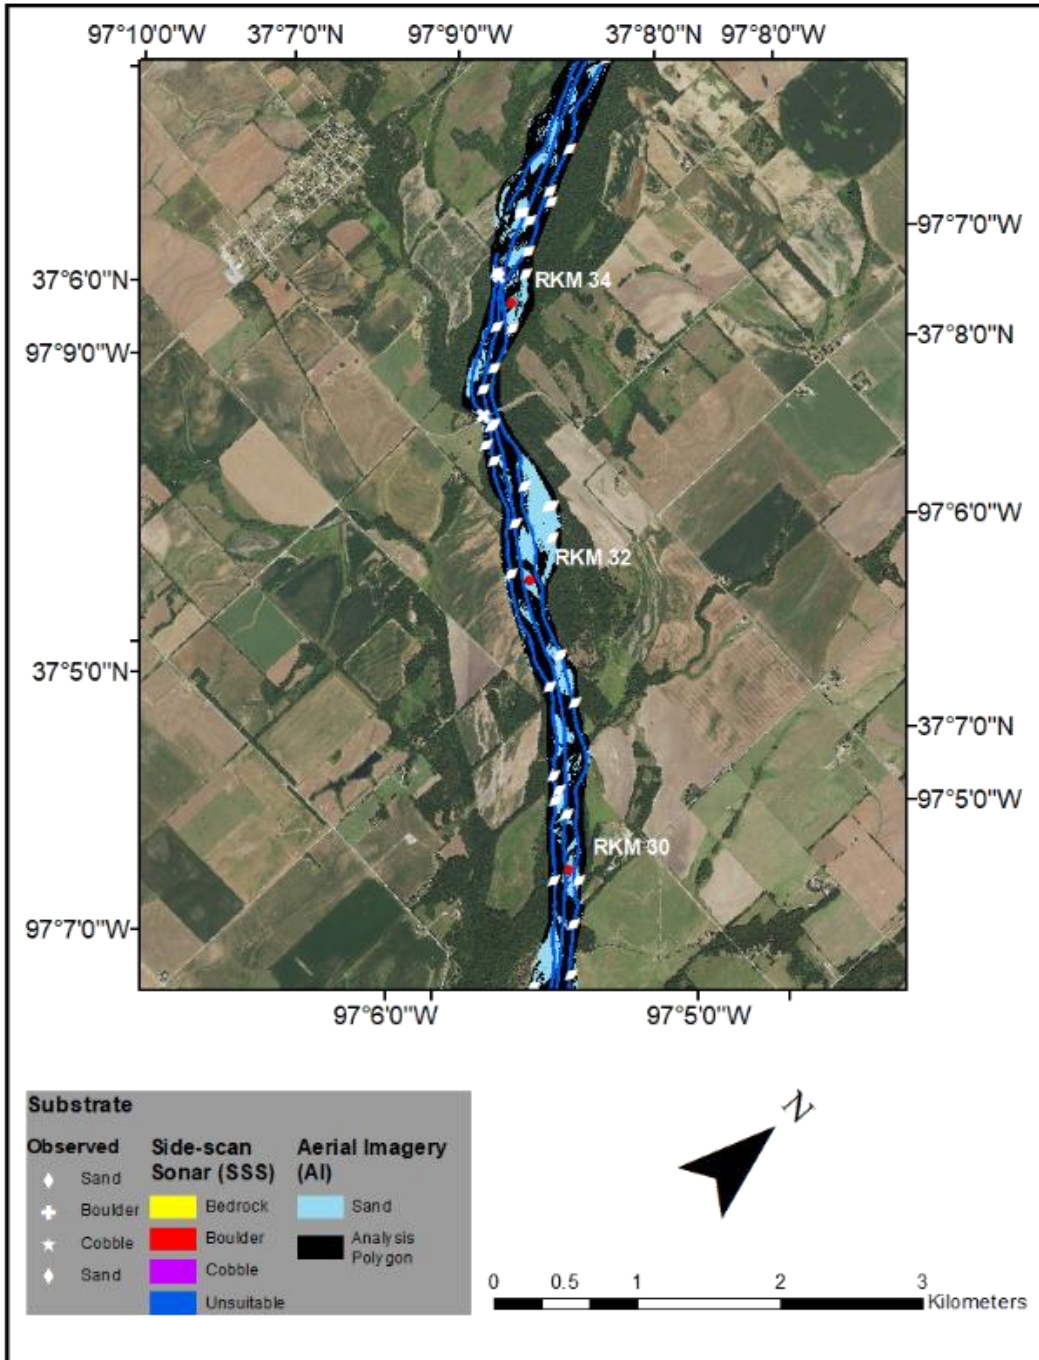 97°10'0"W 37°7'0"N 97°9'0"W 37°8'0"N 97°8'0"W
97°7'0"W
37°6'0"N
RKM 34
37°8'0"N
97°9'0"W
97°6'0"W
RKM 32
37°5'0"N
37°7'0"N
97°5'0"W
RKM 30
97°7'0"W
97°6'0"W 97°5'0"W
Substrate
Observed
Sand
Boulder
Cobble
Sand
Side-scan
Sonar (SSS)
Bedrock
Boulder
Cobble
Unsuitable
Aerial Imagery
(AI)
Sand
Analysis
Polygon
N
0 0.5 1 2 3
Kilometers